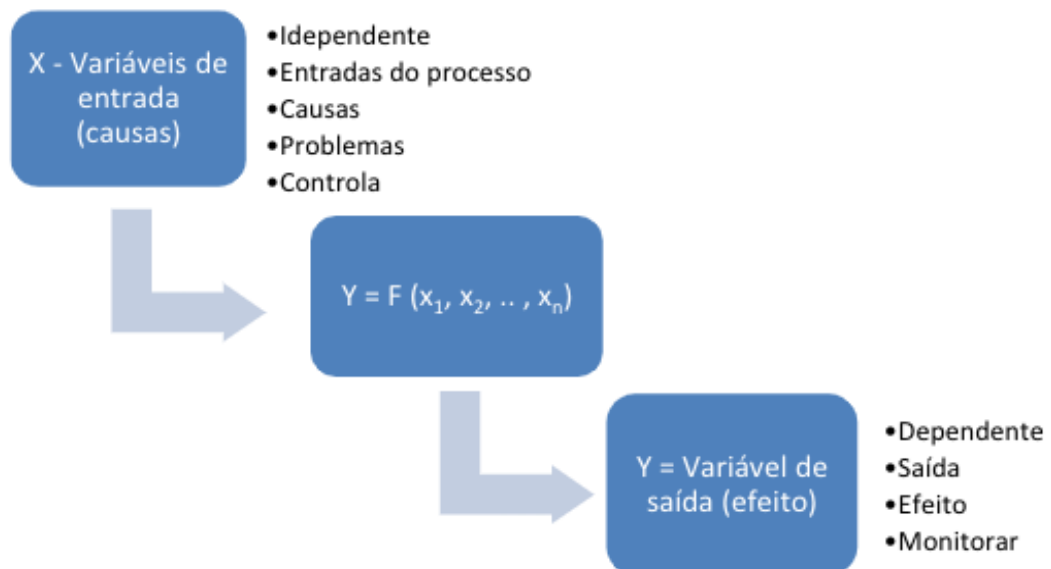 X - Variáveis de
entrada
(causas)
•Idependente
•Entradas do processo
•Causas
•Problemas
•Controla
Y = F (x₁, x₂, .. , xₙ)
Y = Variável de
saída (efeito)
•Dependente
•Saída
•Efeito
•Monitorar